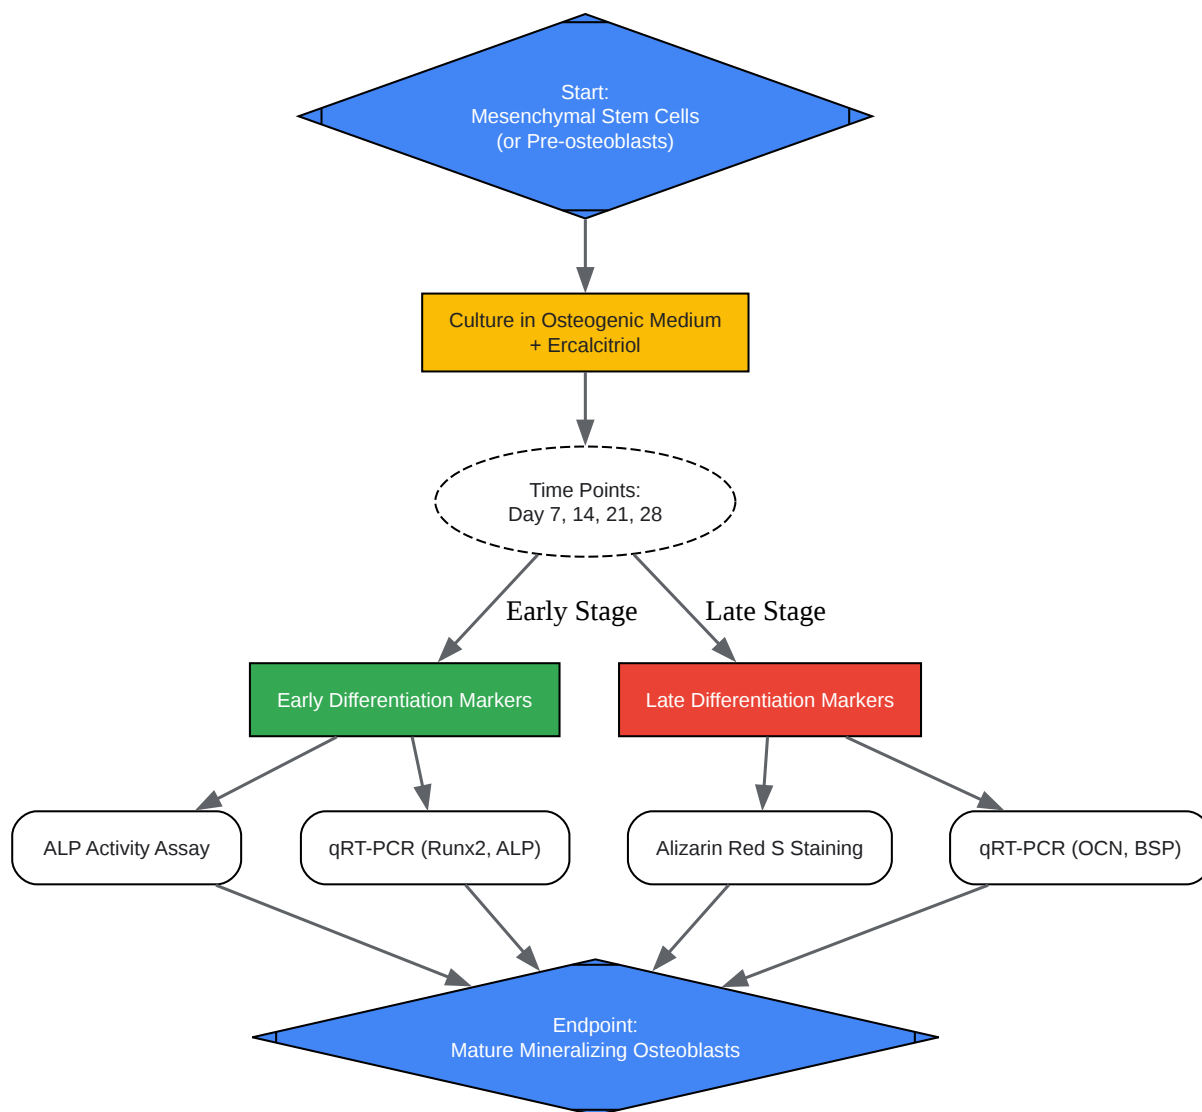 Start:
Mesenchymal Stem Cells
(or Pre-osteoblasts)
Culture in Osteogenic Medium
+ Ercalcitriol
Time Points:
Day 7, 14, 21, 28
Early Stage
Late Stage
Early Differentiation Markers
Late Differentiation Markers
ALP Activity Assay
qRT-PCR (Runx2, ALP)
Alizarin Red S Staining
qRT-PCR (OCN, BSP)
Endpoint:
Mature Mineralizing Osteoblasts